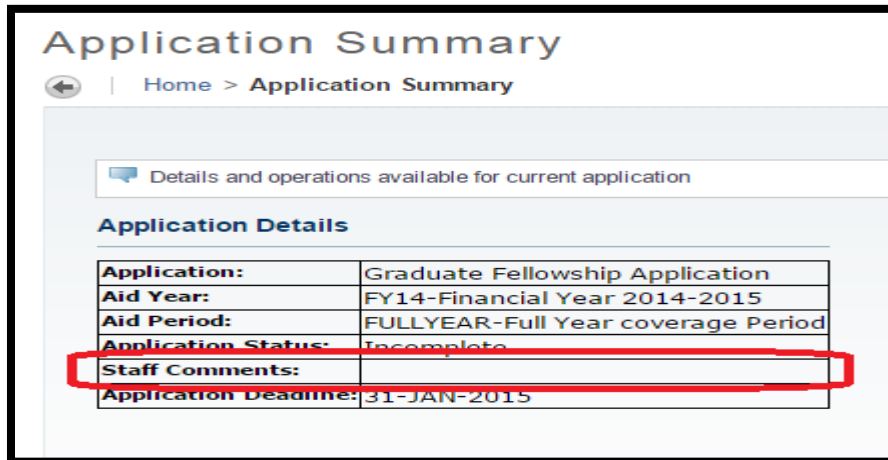 Application Summary
| Home > Application Summary
Details and operations available for current application
Application Details
Application: Graduate Fellowship Application
Aid Year: FY14-Financial Year 2014-2015
Aid Period: FULLYEAR-Full Year coverage Period
Application Status: Incomplete
Staff Comments:
Application Deadline: 31-JAN-2015